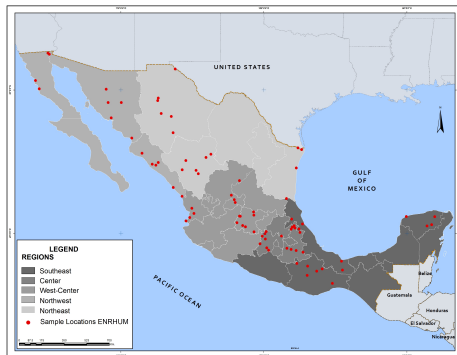 UNITED STATES
GULF
OF
MEXICO
PACIFIC OCEAN
Belize
Guatemala
Honduras
El Salvador
Nicaragua
LEGEND
REGIONS
Southeast
Center
West-Center
Northwest
Northeast
Sample Locations ENRHUM